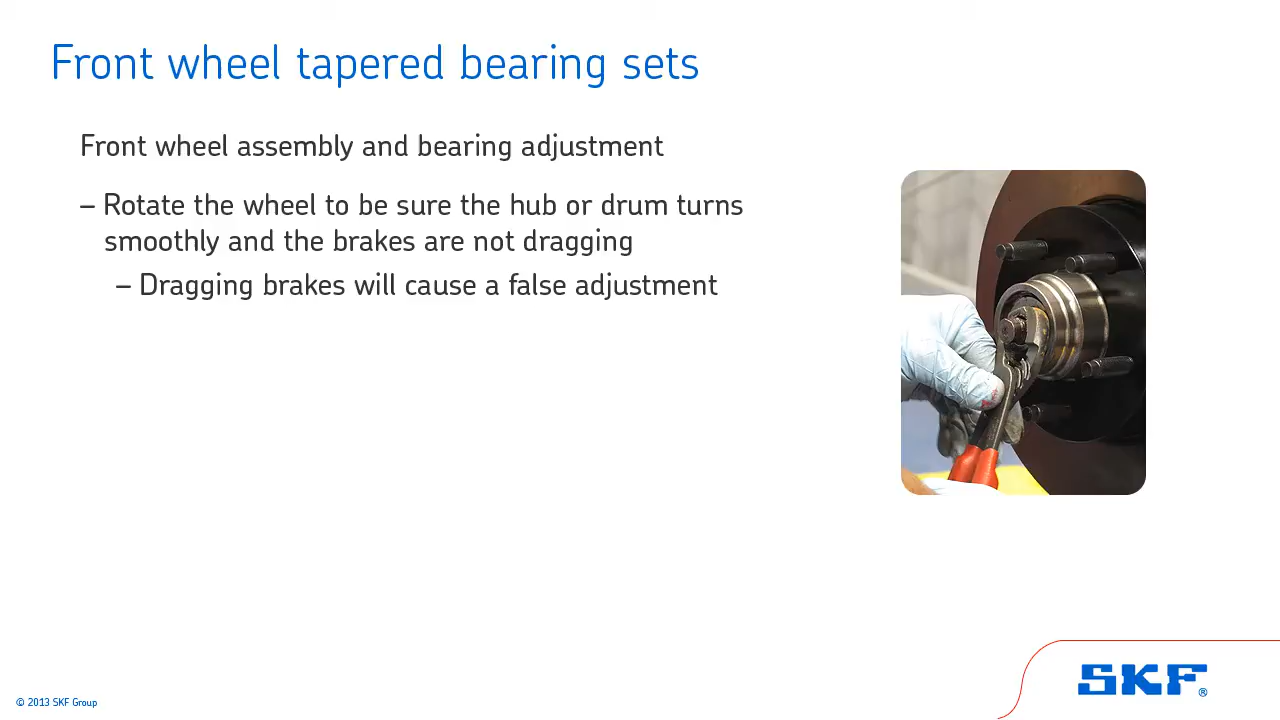 Front wheel tapered bearing sets
Front wheel assembly and bearing adjustment
– Rotate the wheel to be sure the hub or drum turns
smoothly and the brakes are not dragging
– Dragging brakes will cause a false adjustment
SKF®
© 2013 SKF Group